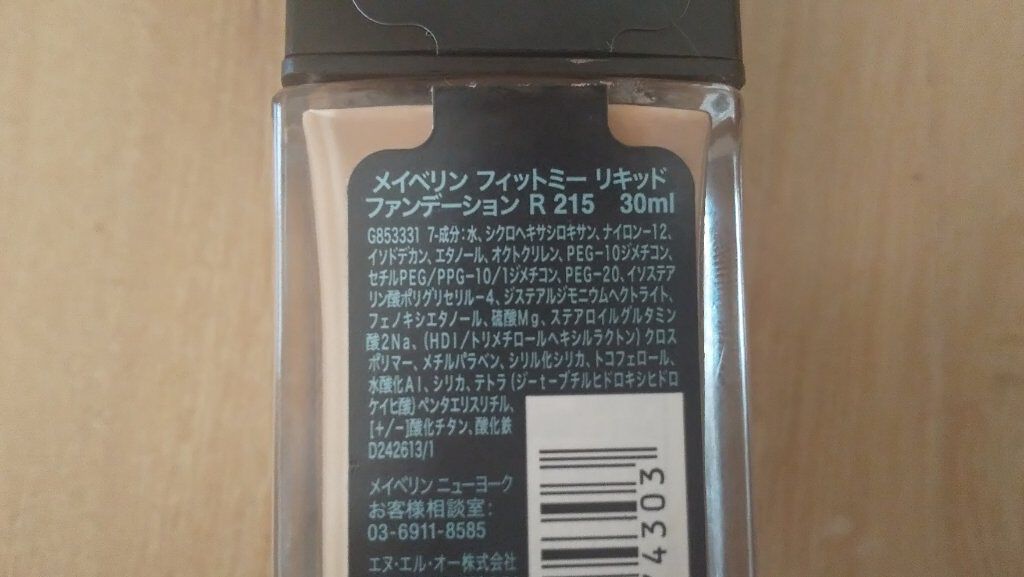 メイベリン フィットミー リキッド
ファンデーション R 215 30ml
G853331 7-成分:水、シクロヘキサシロキサン、ナイロン-12、
イソドデカン、エタノール、オクトクリレン、PEG-10ジメチコン、
セチルPEG/PPG-10/1ジメチコン、PEG-20、イソステア
リン酸ポリグリセリル-4、ジステアルジモニウムヘクトライト、
フェノキシエタノール、硫酸Mg、ステアロイルグルタミン
酸2Na、(HDI/トリメチロールヘキシルラクトン)クロス
ポリマー、メチルパラベン、シリル化シリカ、トコフェロール、
水酸化Al、シリカ、テトラ(ジ-t-ブチルヒドロキシヒドロ
ケイヒ酸)ペンタエリスリチル、
[+/-]酸化チタン、酸化鉄
D242613/1
メイベリン ニューヨーク
お客様相談室:
03-6911-8585
エヌ・エル・オー株式会社
74303